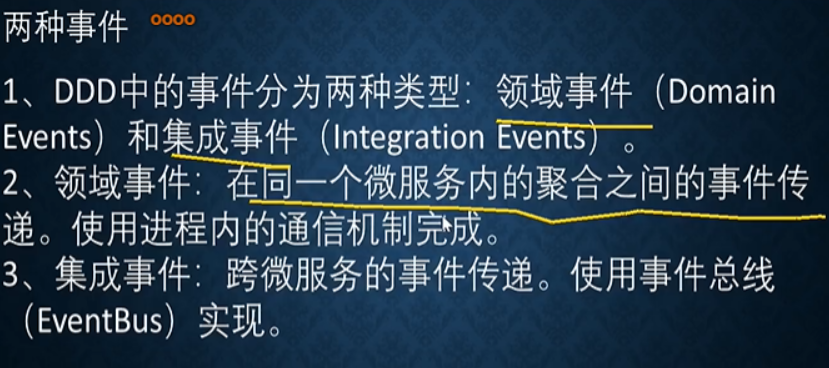 两种事件
1、DDD中的事件分为两种类型：领域事件（Domain
Events）和集成事件（Integration Events）。
2、领域事件：在同一个微服务内的聚合之间的事件传
递。使用进程内的通信机制完成。
3、集成事件：跨微服务的事件传递。使用事件总线
（EventBus）实现。